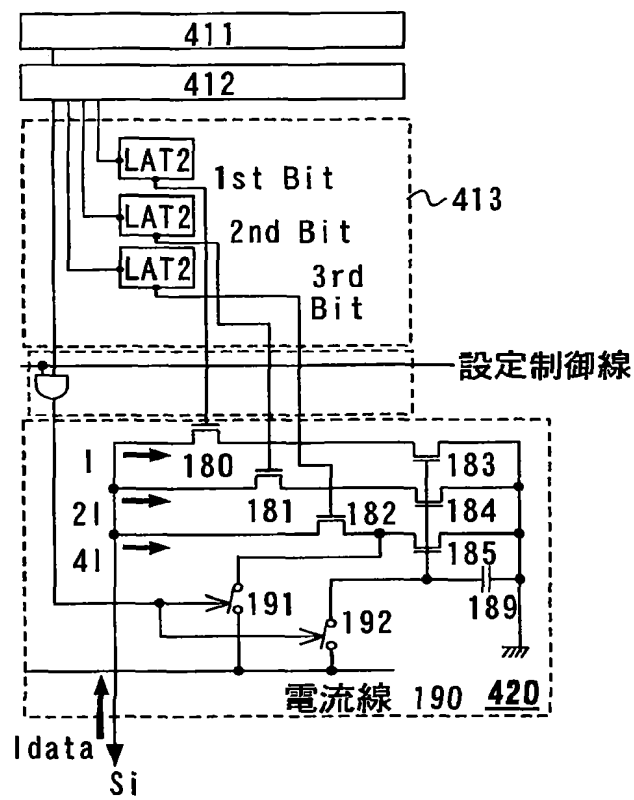 411
412
LAT2
1st Bit
LAT2
2nd Bit
413
LAT2
3rd
Bit
設定制御線
I
180
183
2I
181
182
184
4I
185
191
192
189
電流線 190
420
Idata
Si